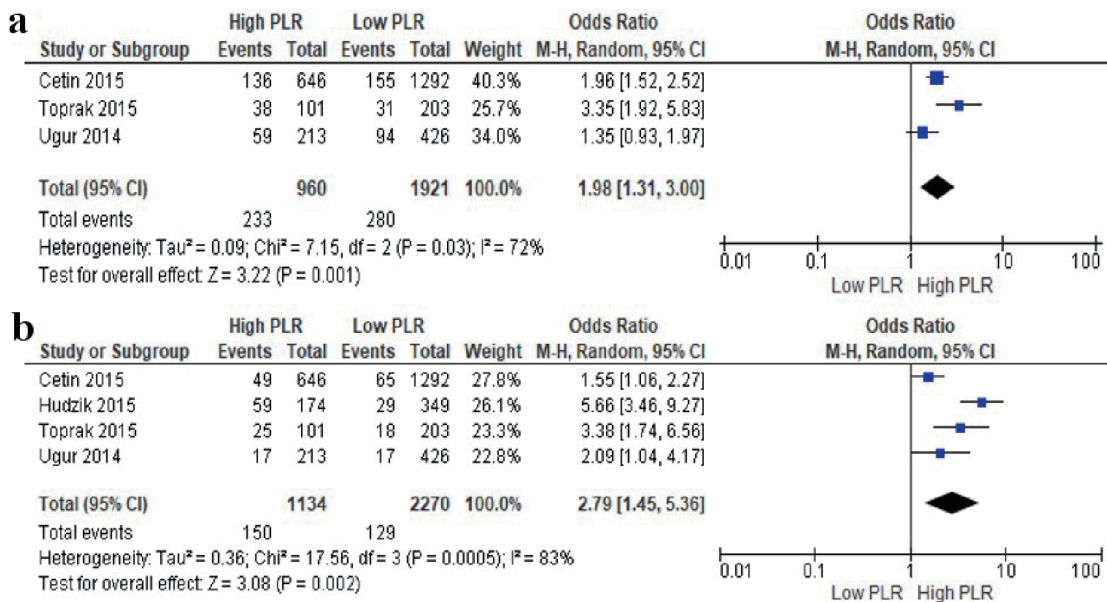 a
High PLR Low PLR Odds Ratio Odds Ratio
Study or Subgroup Events Total Events Total Weight M-H, Random, 95% CI M-H, Random, 95% CI
Cetin 2015 136 646 155 1292 40.3% 1.96 [1.52, 2.52]
Toprak 2015 38 101 31 203 25.7% 3.35 [1.92, 5.83]
Ugur 2014 59 213 94 426 34.0% 1.35 [0.93, 1.97]
Total (95% CI) 960 1921 100.0% 1.98 [1.31, 3.00]
Total events 233 280
Heterogeneity: Tau² = 0.09; Chi² = 7.15, df = 2 (P = 0.03); I² = 72%
Test for overall effect: Z = 3.22 (P = 0.001)
0.01 0.1 1 10 100
Low PLR High PLR
b
High PLR Low PLR Odds Ratio Odds Ratio
Study or Subgroup Events Total Events Total Weight M-H, Random, 95% CI M-H, Random, 95% CI
Cetin 2015 49 646 65 1292 27.8% 1.55 [1.06, 2.27]
Hudzik 2015 59 174 29 349 26.1% 5.66 [3.46, 9.27]
Toprak 2015 25 101 18 203 23.3% 3.38 [1.74, 6.56]
Ugur 2014 17 213 17 426 22.8% 2.09 [1.04, 4.17]
Total (95% CI) 1134 2270 100.0% 2.79 [1.45, 5.36]
Total events 150 129
Heterogeneity: Tau² = 0.36; Chi² = 17.56, df = 3 (P = 0.0005); I² = 83%
Test for overall effect: Z = 3.08 (P = 0.002)
0.01 0.1 1 10 100
Low PLR High PLR